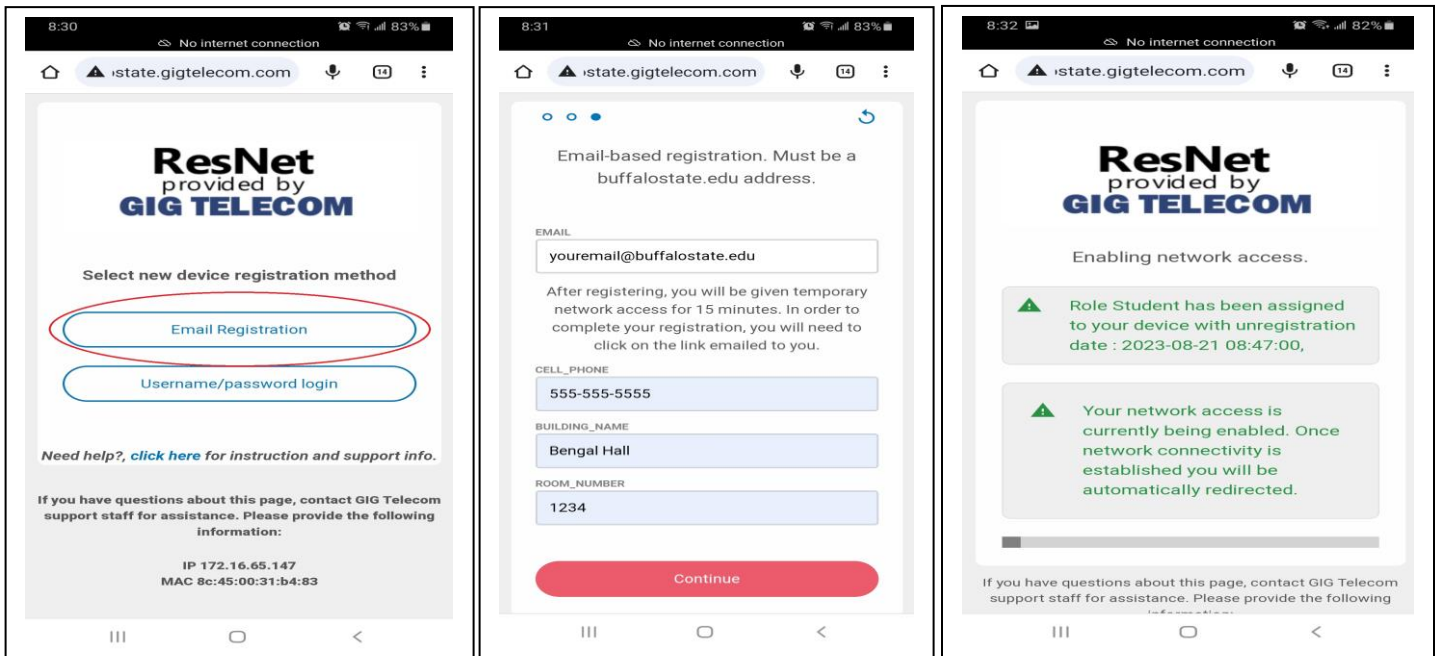 8:30 83%
No internet connection
state.gigtelecom.com 14
ResNet
provided by
GIG TELECOM
Select new device registration method
Email Registration
Username/password login
Need help?, click here for instruction and support info.
If you have questions about this page, contact GIG Telecom
support staff for assistance. Please provide the following
information:
IP 172.16.65.147
MAC 8c:45:00:31:b4:83
8:31 83%
No internet connection
state.gigtelecom.com 14
Email-based registration. Must be a
buffalostate.edu address.
EMAIL
youremail@buffalostate.edu
After registering, you will be given temporary
network access for 15 minutes. In order to
complete your registration, you will need to
click on the link emailed to you.
CELL_PHONE
555-555-5555
BUILDING_NAME
Bengal Hall
ROOM_NUMBER
1234
Continue
8:32 82%
No internet connection
state.gigtelecom.com 14
ResNet
provided by
GIG TELECOM
Enabling network access.
Role Student has been assigned
to your device with unregistration
date : 2023-08-21 08:47:00,
Your network access is
currently being enabled. Once
network connectivity is
established you will be
automatically redirected.
If you have questions about this page, contact GIG Telecom
support staff for assistance. Please provide the following